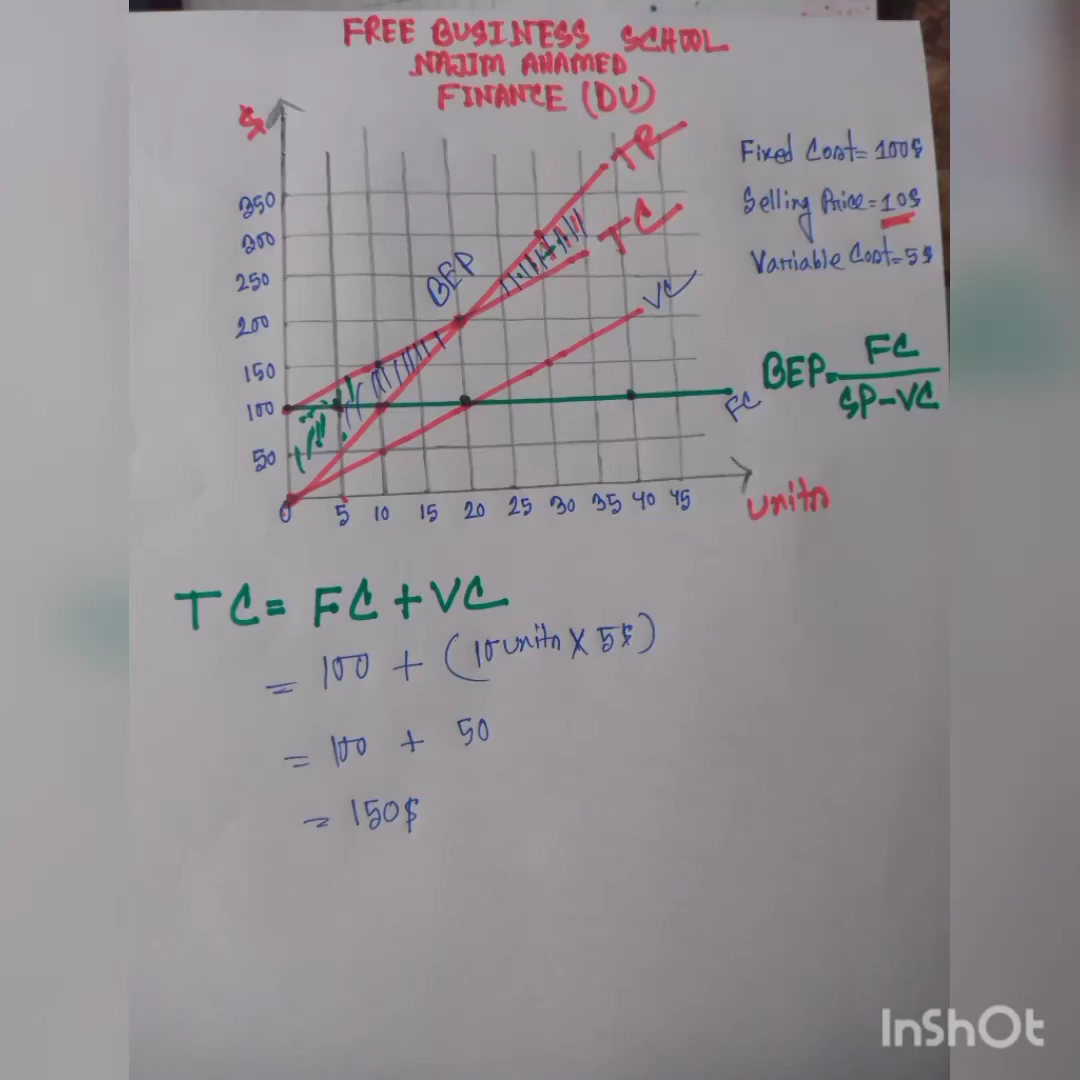 FREE BUSINESS SCHOOL
NAJIM AHAMED
FINANCE (DU)
$
TR
TC
VC
FC
BEP
350
300
250
200
150
100
50
0 5 10 15 20 25 30 35 40 45
units
Fixed Cost= 100$
Selling Price= 10$
Variable Cost= 5$
BEP= FC
SP-VC
TC= FC + VC
= 100 + (10 units X 5$)
= 100 + 50
= 150$
InShOt